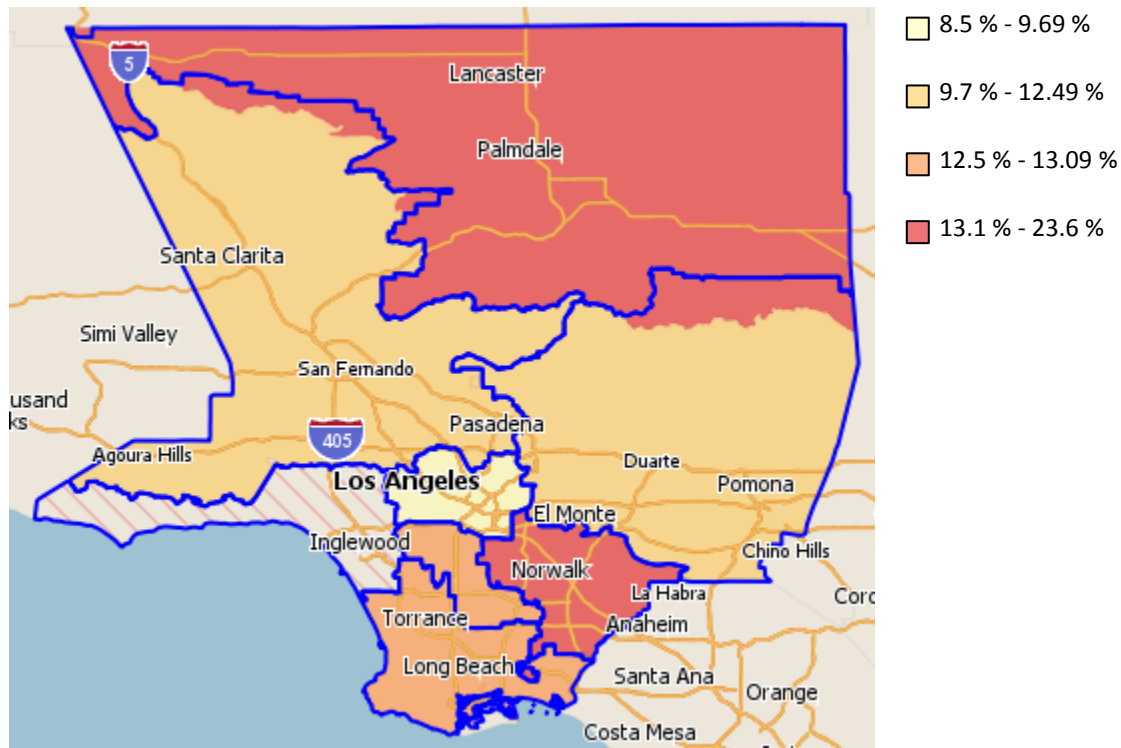 8.5 % - 9.69 %
5
Lancaster
9.7 % - 12.49 %
Palmdale
12.5 % - 13.09 %
Santa Clarita
13.1 % - 23.6 %
Simi Valley
San Fernando
usand
ks
Pasadena
405
Agoura Hills
Duarte
Los Angeles
Pomona
El Monte
Inglewood
Chino Hills
Norwalk
La Habra
Coro
Torrance
Anaheim
Long Beach
Santa Ana
Orange
Costa Mesa